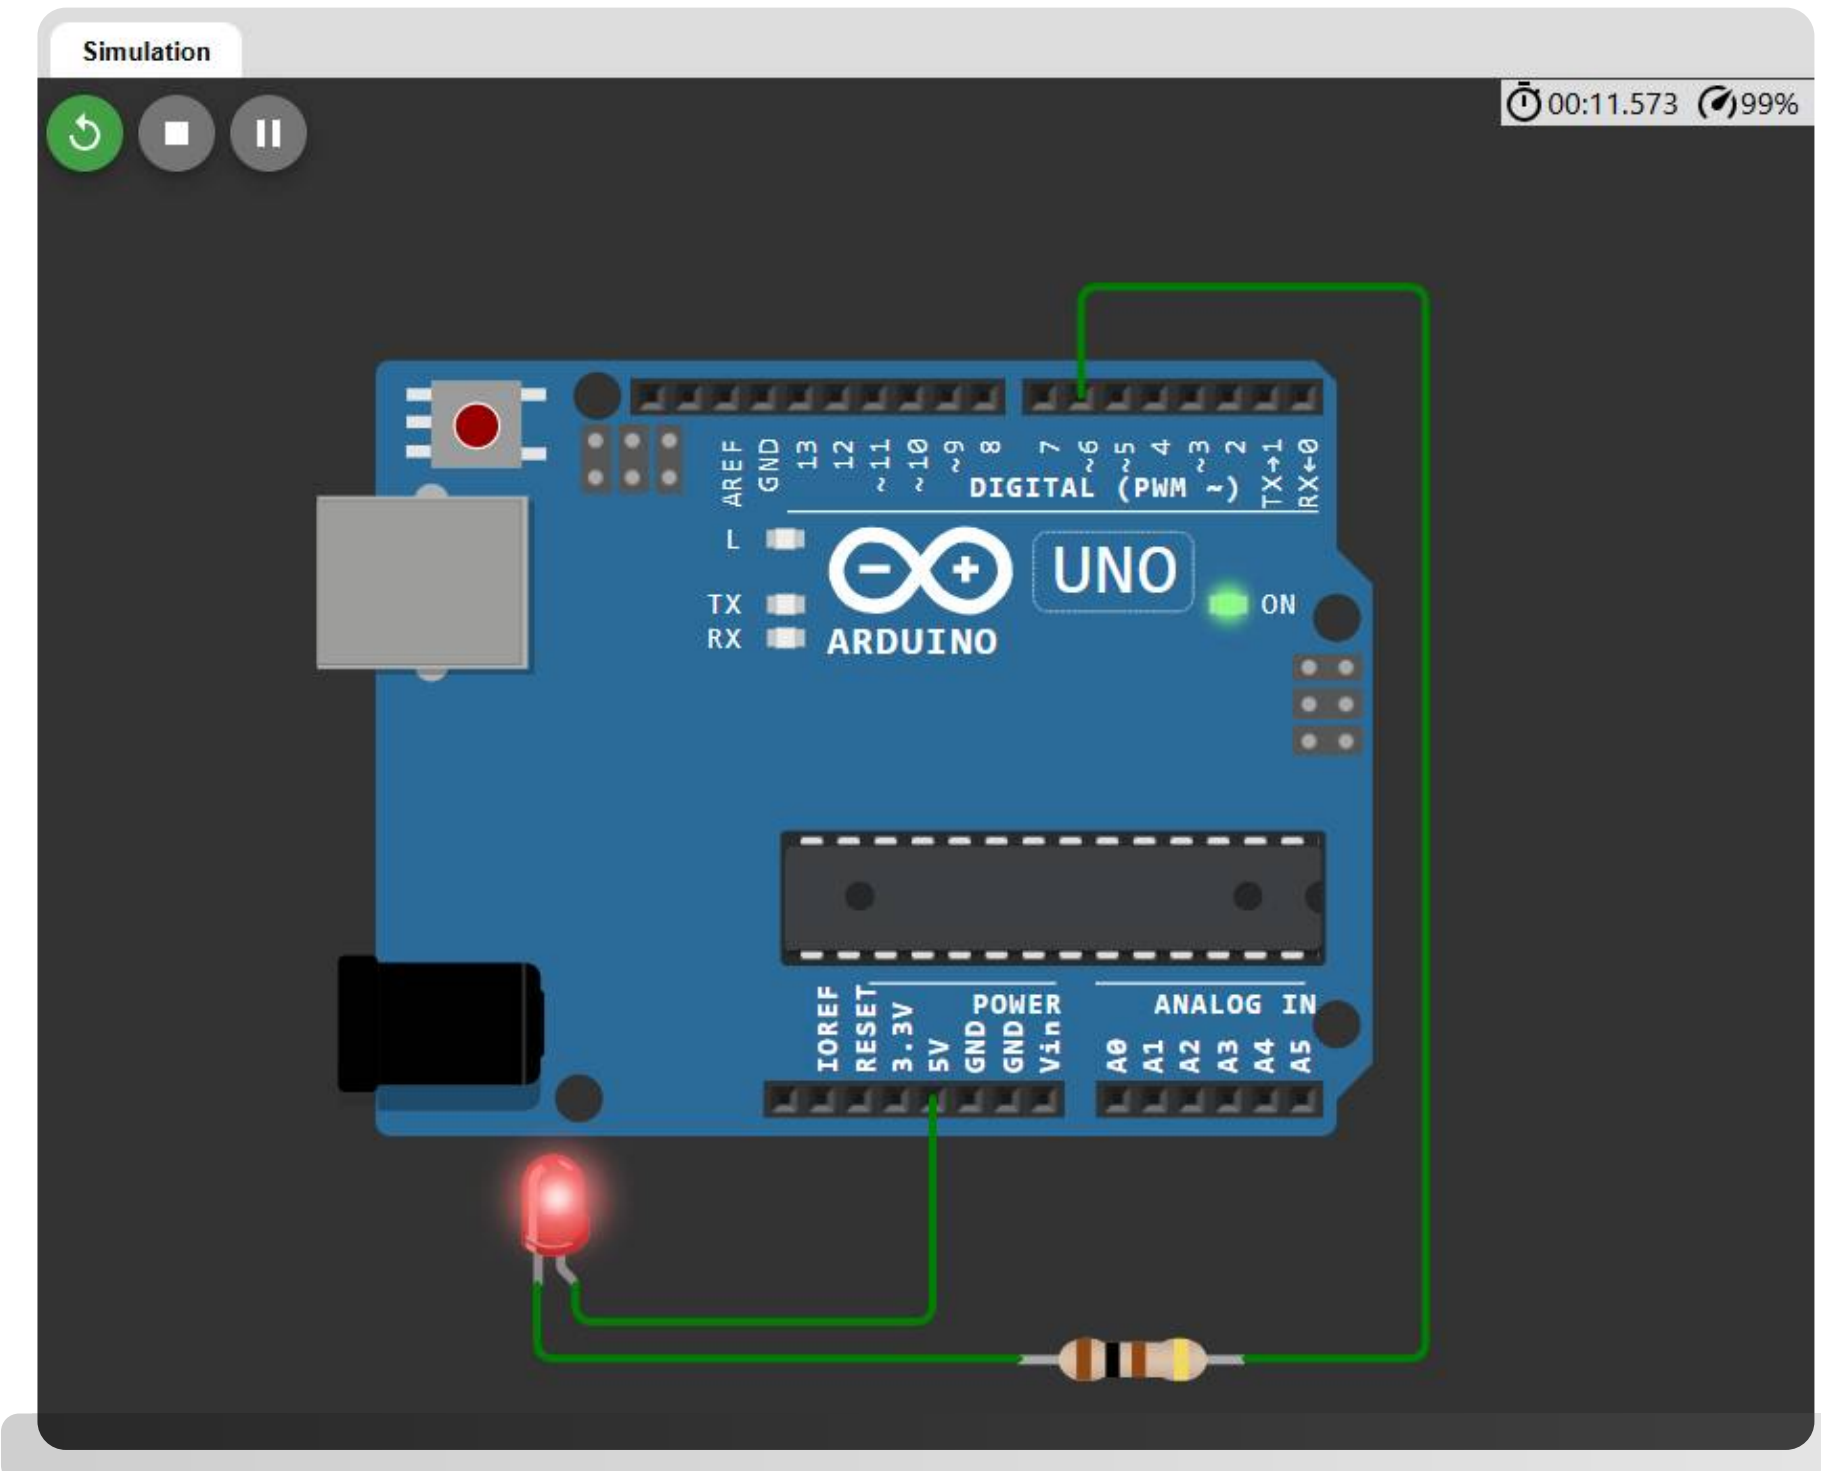 Simulation
00:11.573 99%
AREF GND 13 12 ~11 ~10 ~9 8 7 ~6 ~5 4 ~3 2 TX→1 RX←0
DIGITAL (PWM ~)
L
UNO
TX ON
RX ARDUINO
POWER ANALOG IN
IOREF RESET 3.3V 5V GND GND Vin A0 A1 A2 A3 A4 A5